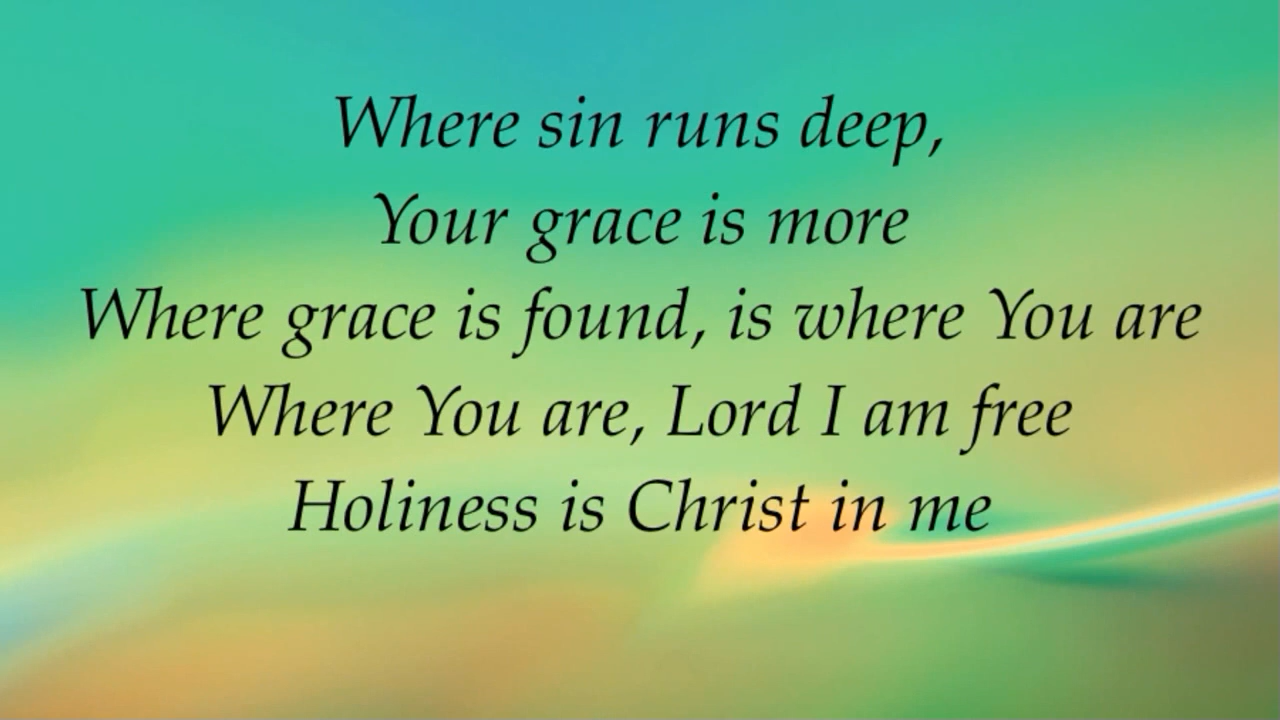 Where sin runs deep,
Your grace is more
Where grace is found, is where You are
Where You are, Lord I am free
Holiness is Christ in me